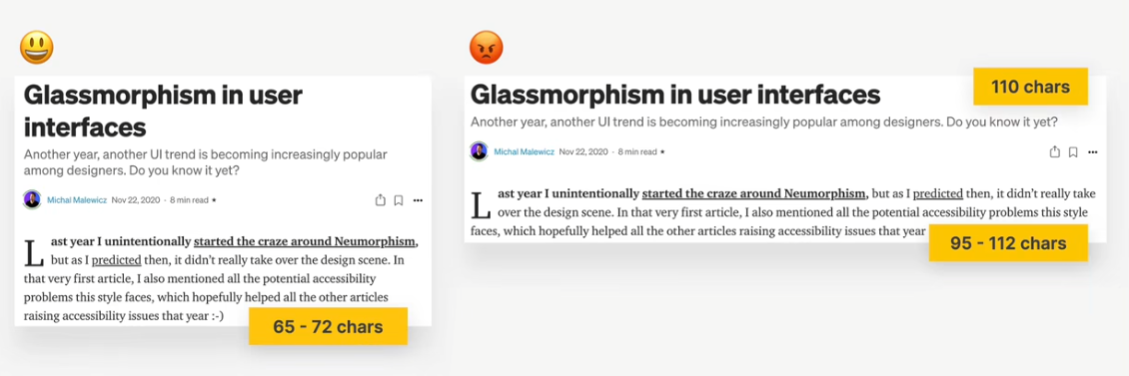 Glassmorphism in user
interfaces
Another year, another UI trend is becoming increasingly popular
among designers. Do you know it yet?
Michal Malewicz Nov 22, 2020 · 8 min read ★
Last year I unintentionally started the craze around Neumorphism,
but as I predicted then, it didn't really take over the design scene. In
that very first article, I also mentioned all the potential accessibility
problems this style faces, which hopefully helped all the other articles
raising accessibility issues that year :-)
65 - 72 chars
110 chars
Glassmorphism in user interfaces
Another year, another UI trend is becoming increasingly popular among designers. Do you know it yet?
Michal Malewicz Nov 22, 2020 · 8 min read ★
Last year I unintentionally started the craze around Neumorphism, but as I predicted then, it didn't really take
over the design scene. In that very first article, I also mentioned all the potential accessibility problems this style
faces, which hopefully helped all the other articles raising accessibility issues that year
95 - 112 chars